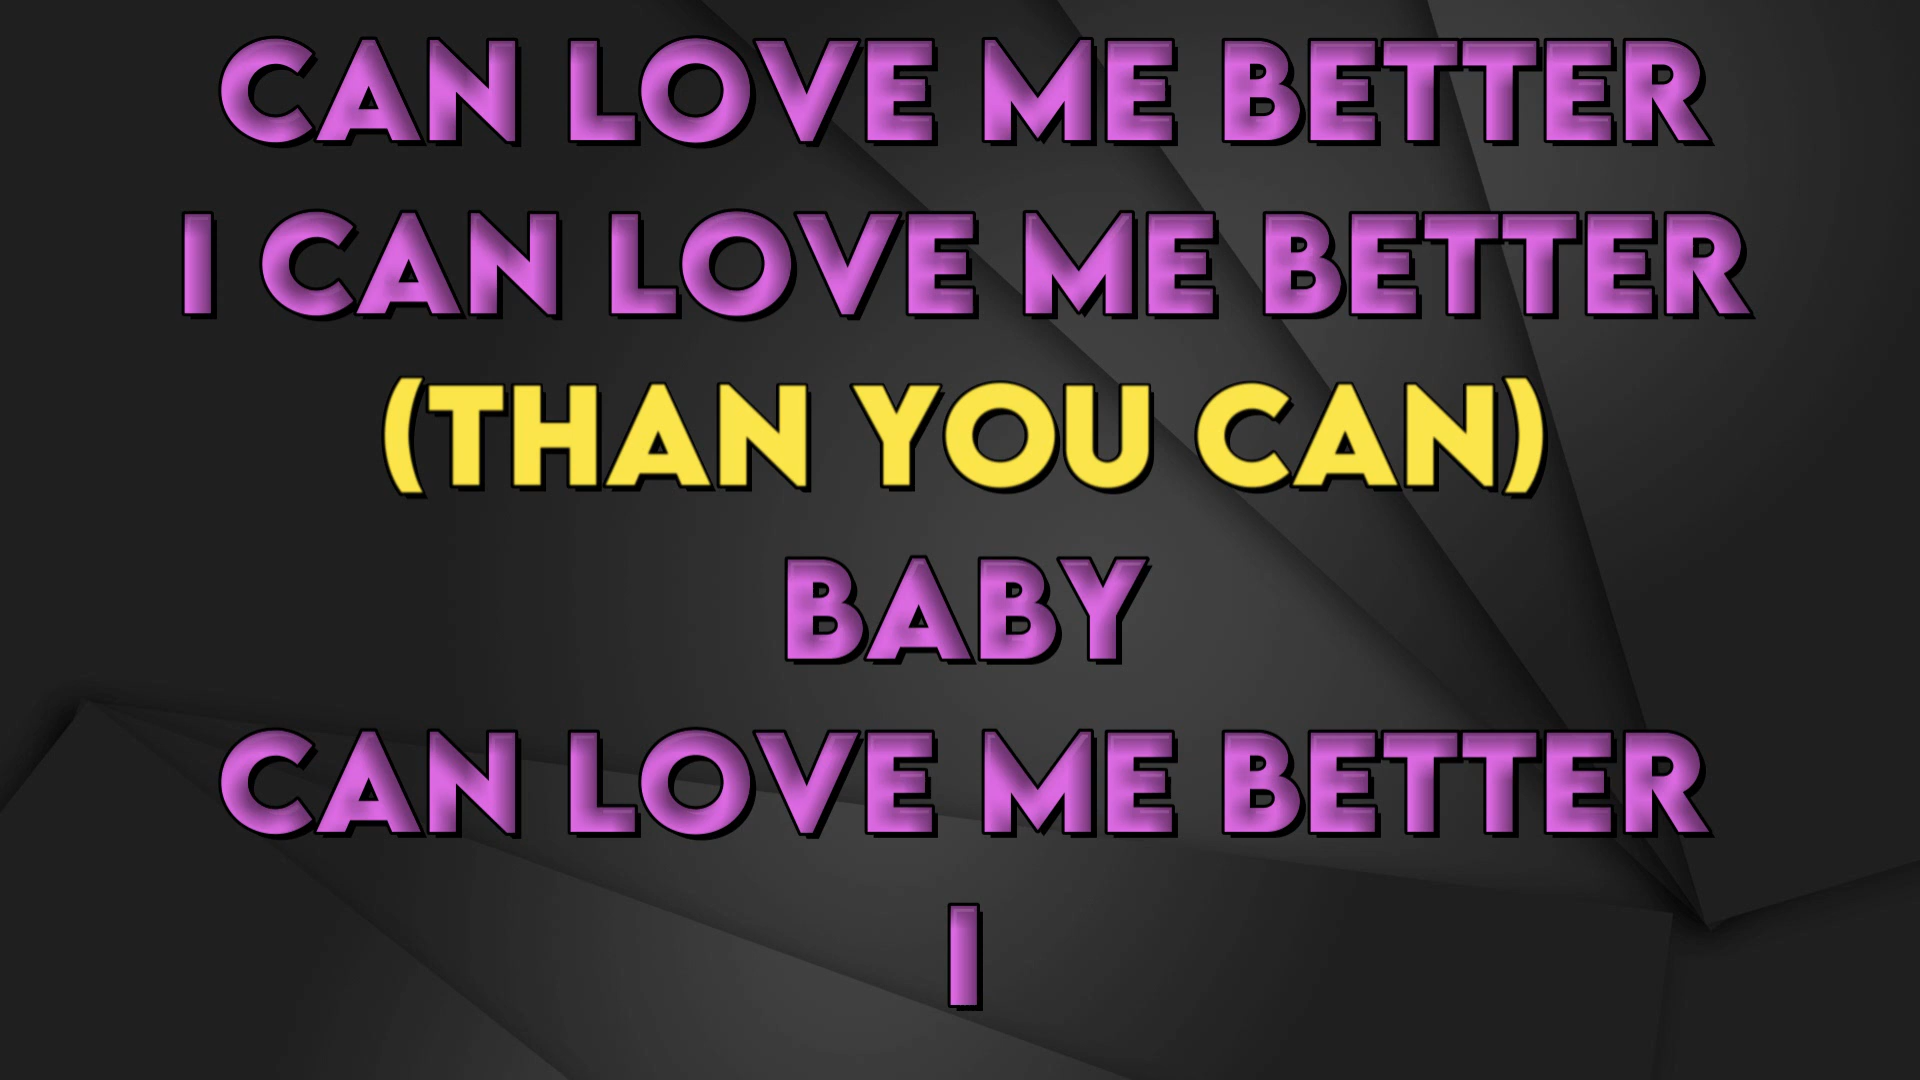 CAN LOVE ME BETTER
I CAN LOVE ME BETTER
(THAN YOU CAN)
BABY
CAN LOVE ME BETTER
I